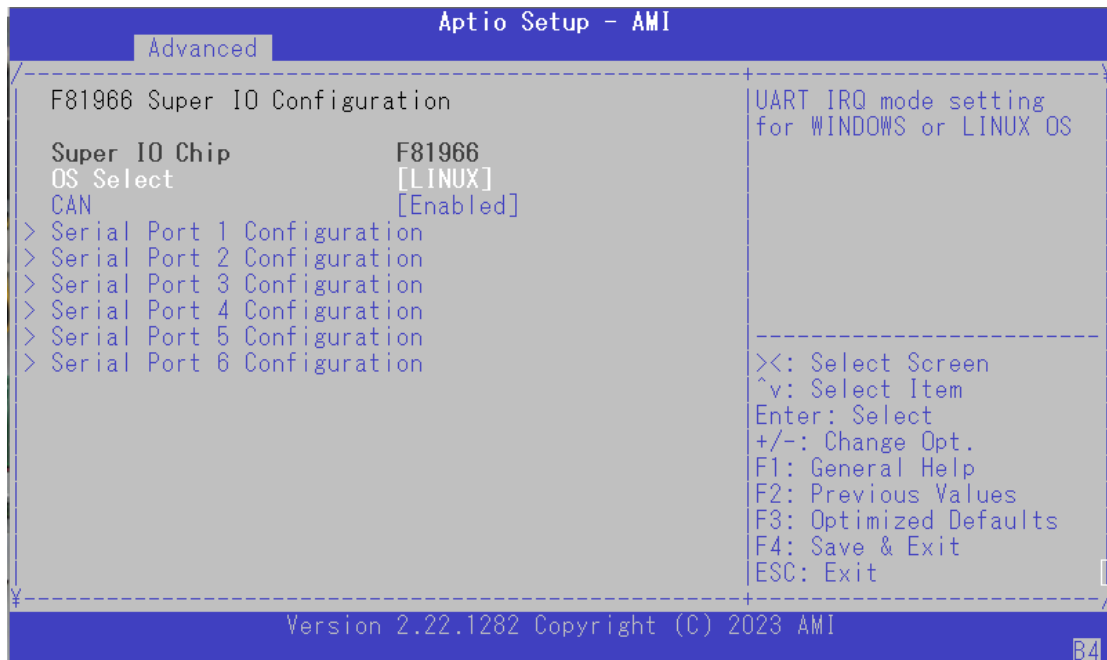 Aptio Setup - AMI
Advanced
F81966 Super IO Configuration
Super IO Chip F81966
OS Select [LINUX]
CAN [Enabled]
> Serial Port 1 Configuration
> Serial Port 2 Configuration
> Serial Port 3 Configuration
> Serial Port 4 Configuration
> Serial Port 5 Configuration
> Serial Port 6 Configuration
UART IRQ mode setting
for WINDOWS or LINUX OS
><: Select Screen
^v: Select Item
Enter: Select
+/-: Change Opt.
F1: General Help
F2: Previous Values
F3: Optimized Defaults
F4: Save & Exit
ESC: Exit
Version 2.22.1282 Copyright (C) 2023 AMI
B4